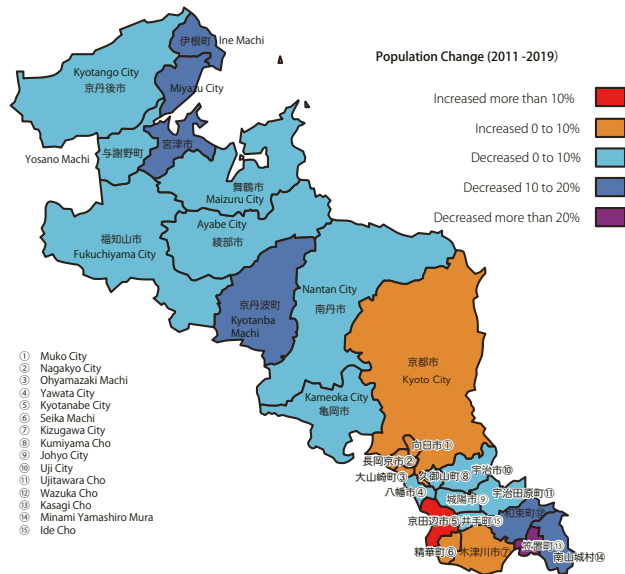 伊根町 Ine Machi
Population Change (2011 -2019)
Kyotango City
京丹後市
Miyazu City
Increased more than 10%
Increased 0 to 10%
Decreased 0 to 10%
Decreased 10 to 20%
Decreased more than 20%
Yosano Machi
与謝野町
宮津市
舞鶴市
Maizuru City
Ayabe City
綾部市
福知山市
Fukuchiyama City
京丹波町
Kyotanba
Machi
Nantan City
南丹市
京都市
Kyoto City
Kameoka City
亀岡市
① Muko City
② Nagakyo City
③ Ohyamazaki Machi
④ Yawata City
⑤ Kyotanabe City
⑥ Seika Machi
⑦ Kizugawa City
⑧ Kumiyama Cho
⑨ Johyo City
⑩ Uji City
⑪ Ujitawara Cho
⑫ Wazuka Cho
⑬ Kasagi Cho
⑭ Minami Yamashiro Mura
⑮ Ide Cho
向日市①
長岡京市②
大山崎町③
久御山町⑧
宇治市⑩
八幡市④
城陽市⑨
宇治田原町⑪
京田辺市⑤
井手町⑮
和束町⑫
精華町⑥
木津川市⑦
笠置町⑬
南山城村⑭